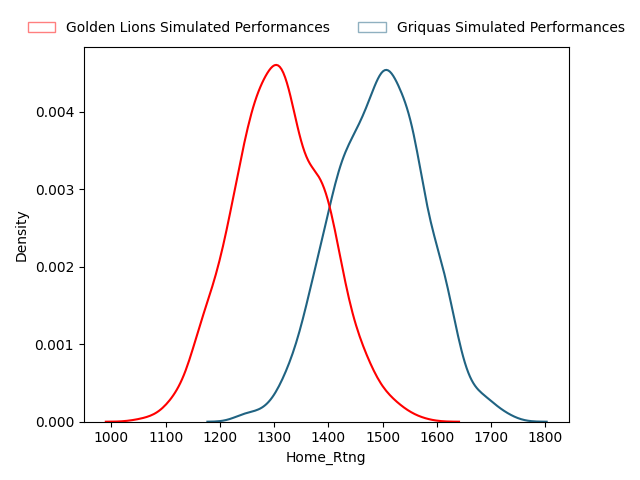 Golden Lions Simulated Performances Griquas Simulated Performances
0.004
0.003
0.002
0.001
0.000
Density
1000 1100 1200 1300 1400 1500 1600 1700 1800
Home_Rtng